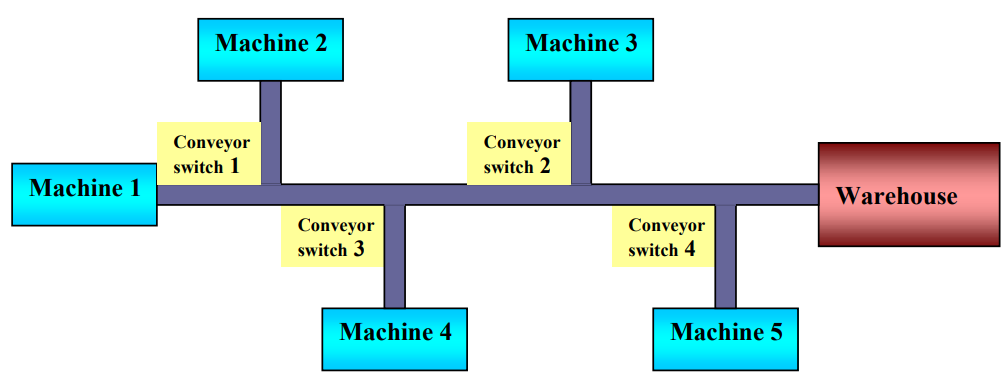 Machine 2
Machine 3
Conveyor
switch 1
Conveyor
switch 2
Machine 1
Warehouse
Conveyor
switch 3
Conveyor
switch 4
Machine 4
Machine 5